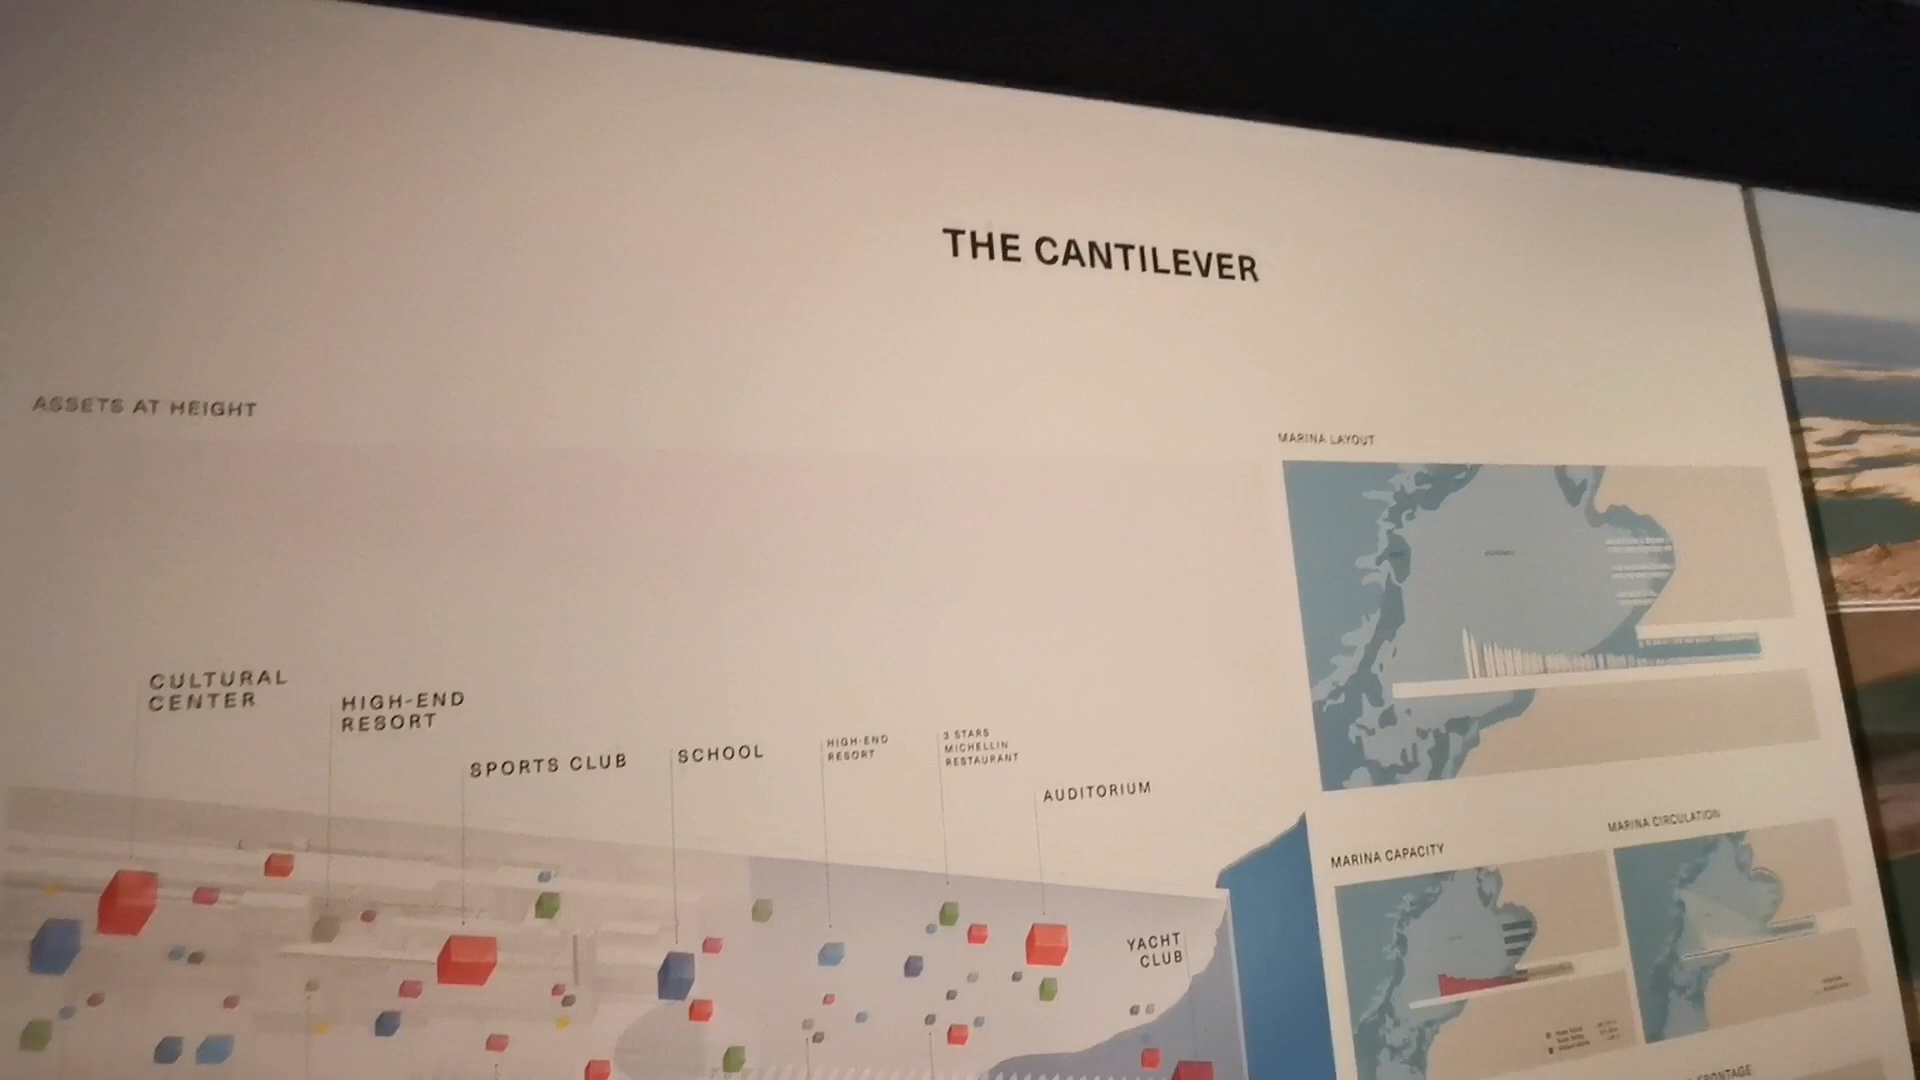 THE CANTILEVER
ASSETS AT HEIGHT
CULTURAL
CENTER
HIGH-END
RESORT
SPORTS CLUB
SCHOOL
HIGH-END
RESORT
3 STARS
MICHELLIN
RESTAURANT
AUDITORIUM
YACHT
CLUB
MARINA LAYOUT
MARINA CAPACITY
MARINA CIRCULATION